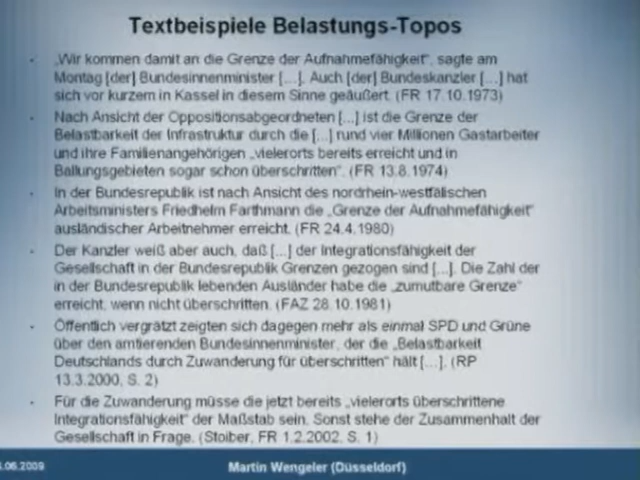 Textbeispiele Belastungs-Topos
„Wir kommen damit an die Grenze der Aufnahmefähigkeit“, sagte am
Montag [der] Bundesinnenminister [...]. Auch [der] Bundeskanzler [...] hat
sich vor kurzem in Kassel in diesem Sinne geäußert. (FR 17.10.1973)
Nach Ansicht der Oppositionsabgeordneten [...] ist die Grenze der
Belastbarkeit der Infrastruktur durch die [...] rund vier Millionen Gastarbeiter
und ihre Familienangehörigen „vielerorts bereits erreicht und in
Ballungsgebieten sogar schon überschritten“. (FR 13.8.1974)
In der Bundesrepublik ist nach Ansicht des nordrhein-westfälischen
Arbeitsministers Friedhelm Farthmann die „Grenze der Aufnahmefähigkeit“
ausländischer Arbeitnehmer erreicht. (FR 24.4.1980)
Der Kanzler weiß aber auch, daß [...] der Integrationsfähigkeit der
Gesellschaft in der Bundesrepublik Grenzen gezogen sind [...]. Die Zahl der
in der Bundesrepublik lebenden Ausländer habe die „zumutbare Grenze“
erreicht, wenn nicht überschritten. (FAZ 28.10.1981)
Öffentlich vergrätzt zeigten sich dagegen mehr als einmal SPD und Grüne
über den amtierenden Bundesinnenminister, der die „Belastbarkeit
Deutschlands durch Zuwanderung für überschritten“ hält [...]. (RP
13.3.2000, S. 2)
Für die Zuwanderung müsse die jetzt bereits „vielerorts überschrittene
Integrationsfähigkeit“ der Maßstab sein. Sonst stehe der Zusammenhalt der
Gesellschaft in Frage. (Stoiber, FR 1.2.2002, S. 1)
.06.2009
Martin Wengeler (Düsseldorf)